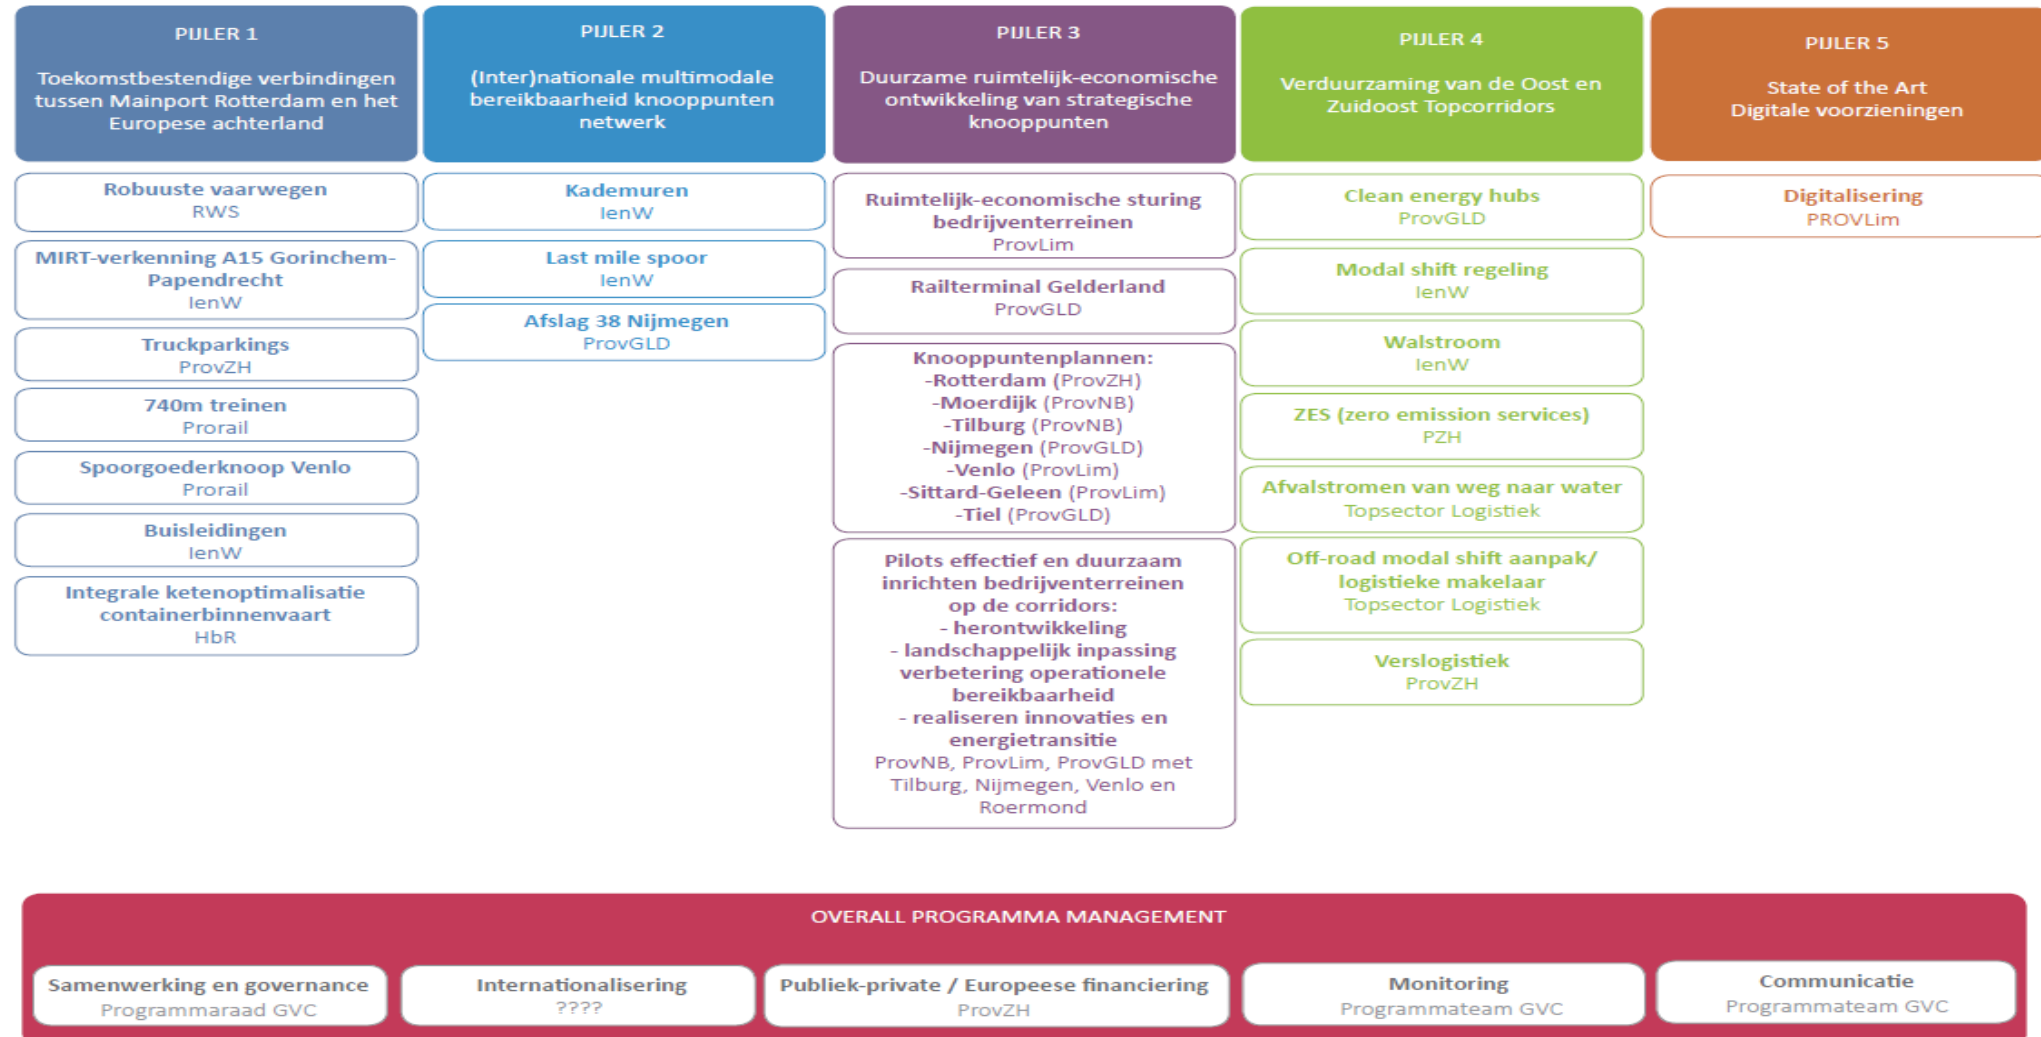 PIJLER 1
Toekomstbestendige verbindingen
tussen Mainport Rotterdam en het
Europese achterland
Robuuste vaarwegen
RWS
MIRT-verkenning A15 Gorinchem-
Papendrecht
IenW
Truckparkings
ProvZH
740m treinen
Prorail
Spoorgoederknoop Venlo
Prorail
Buisleidingen
IenW
Integrale ketenoptimalisatie
containerbinnenvaart
HbR
PIJLER 2
(Inter)nationale multimodale
bereikbaarheid knooppunten
netwerk
Kademuren
IenW
Last mile spoor
IenW
Afslag 38 Nijmegen
ProvGLD
PIJLER 3
Duurzame ruimtelijk-economische
ontwikkeling van strategische
knooppunten
Ruimtelijk-economische sturing
bedrijventerreinen
ProvLim
Railterminal Gelderland
ProvGLD
Knooppuntenplannen:
-Rotterdam (ProvZH)
-Moerdijk (ProvNB)
-Tilburg (ProvNB)
-Nijmegen (ProvGLD)
-Venlo (ProvLim)
-Sittard-Geleen (ProvLim)
-Tiel (ProvGLD)
Pilots effectief en duurzaam
inrichten bedrijventerreinen
op de corridors:
- herontwikkeling
- landschappelijk inpassing
verbetering operationele
bereikbaarheid
- realiseren innovaties en
energietransitie
ProvNB, ProvLim, ProvGLD met
Tilburg, Nijmegen, Venlo en
Roermond
PIJLER 4
Verduurzaming van de Oost en
Zuidoost Topcorridors
Clean energy hubs
ProvGLD
Modal shift regeling
IenW
Walstroom
IenW
ZES (zero emission services)
PZH
Afvalstromen van weg naar water
Topsector Logistiek
Off-road modal shift aanpak/
logistieke makelaar
Topsector Logistiek
Verslogistiek
ProvZH
PIJLER 5
State of the Art
Digitale voorzieningen
Digitalisering
PROVLim
OVERALL PROGRAMMA MANAGEMENT
Samenwerking en governance
Programmaraad GVC
Internationalisering
????
Publiek-private / Europeese financiering
ProvZH
Monitoring
Programmateam GVC
Communicatie
Programmateam GVC